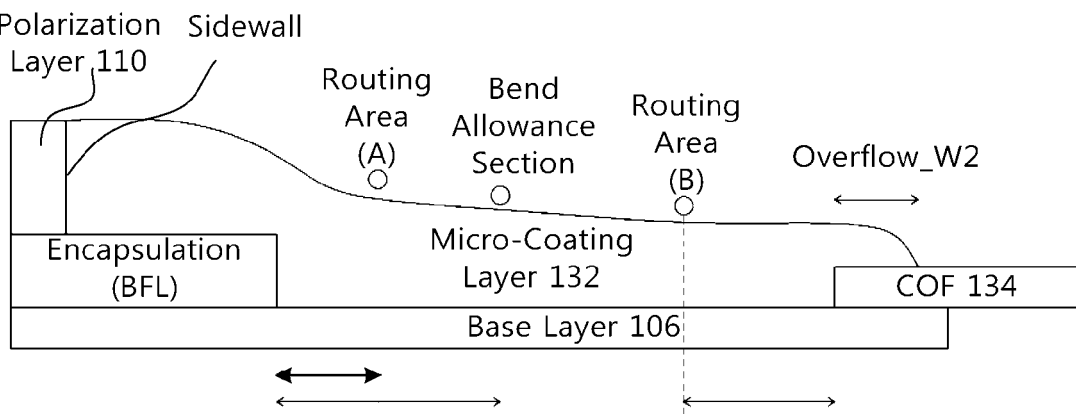 Polarization
Layer 110
Sidewall
Routing
Area
(A)
Bend
Allowance
Section
Routing
Area
(B)
Overflow_W2
Encapsulation
(BFL)
Micro-Coating
Layer 132
COF 134
Base Layer 106